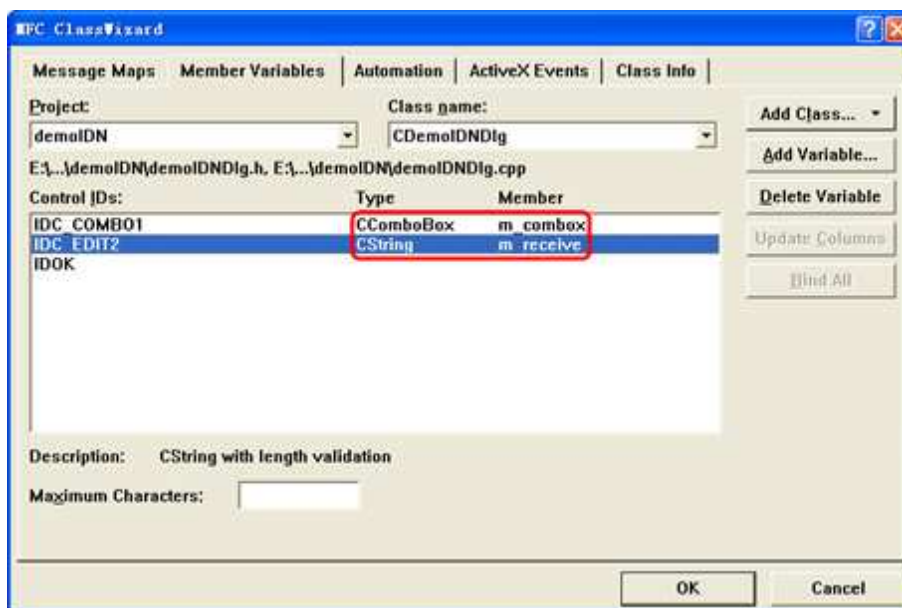 MFC ClassWizard
Message Maps Member Variables Automation ActiveX Events Class Info
Project: Class name:
demoIDN CDemoIDNDlg
E:\...\demoIDN\demoIDNDlg.h, E:\...\demoIDN\demoIDNDlg.cpp
Control IDs: Type Member
IDC_COMBO1 CComboBox m_combox
IDC_EDIT2 CString m_receive
IDOK
Add Class...
Add Variable...
Delete Variable
Update Columns
Bind All
Description: CString with length validation
Maximum Characters:
OK Cancel